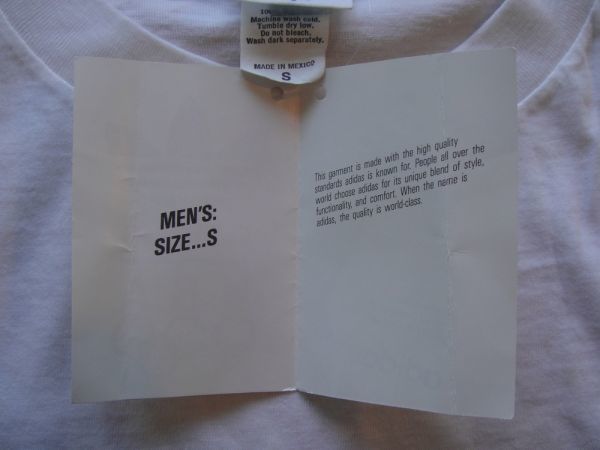 100%
Machine wash cold.
Tumble dry low.
Do not bleach.
Wash dark separately.
MADE IN MEXICO
S
MEN'S:
SIZE...S
This garment is made with the high quality
standards adidas is known for. People all over the
world choose adidas for its unique blend of style,
functionality, and comfort. When the name is
adidas, the quality is world-class.